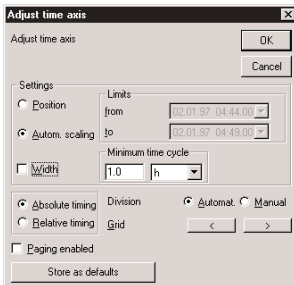 Adjust time axis
Adjust time axis
OK
Cancel
Settings
Position
Autom. scaling
Width
Limits
from 02.01.97 04:44.00
to 02.01.97 04:49.00
Minimum time cycle
1.0 h
Absolute timing
Relative timing
Division Automat. Manual
Grid < >
Paging enabled
Store as defaults